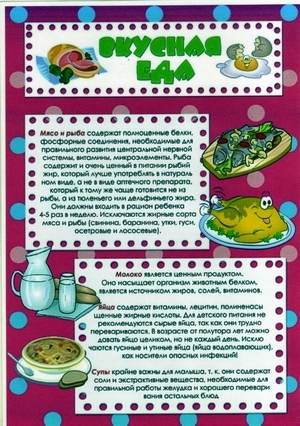 ВКУСНАЯ
ЕДА
Мясо и рыба содержат полноценные белки,
фосфорные соединения, необходимые для
правильного развития центральной нервной
системы, витамины, микроэлементы. Рыба
содержит и очень ценный в питании рыбий
жир, который лучше употреблять в натураль
ном виде, а не в виде аптечного препарата,
который к тому же чаще готовится не из
рыбы, а из тюленьего или дельфиньего жира.
Они должны входить в рацион ребенка
4-5 раз в неделю. Исключаются жирные сорта
мяса и рыбы (свинина, баранина, утки, гуси,
осетровые и лососевые).
Молоко является ценным продуктом.
Оно насыщает организм животным белком,
является источником жиров, солей, витаминов.
Яйца содержат витамины, лецитин, полиненасы
щенные жирные кислоты. Для детского питания не
рекомендуются сырые яйца, так как они трудно
перевариваются. В возрасте от полутора лет можно
давать яйцо целиком, но не каждый день. Исклю
чаются гусиные и утиные яйца (яйца водоплавающих),
как носители опасных инфекций!
Супы крайне важны для малыша, т. к. они содержат
соли и экстрактивные вещества, необходимые для
правильной работы желудка и хорошего перевари
вания остальных блюд